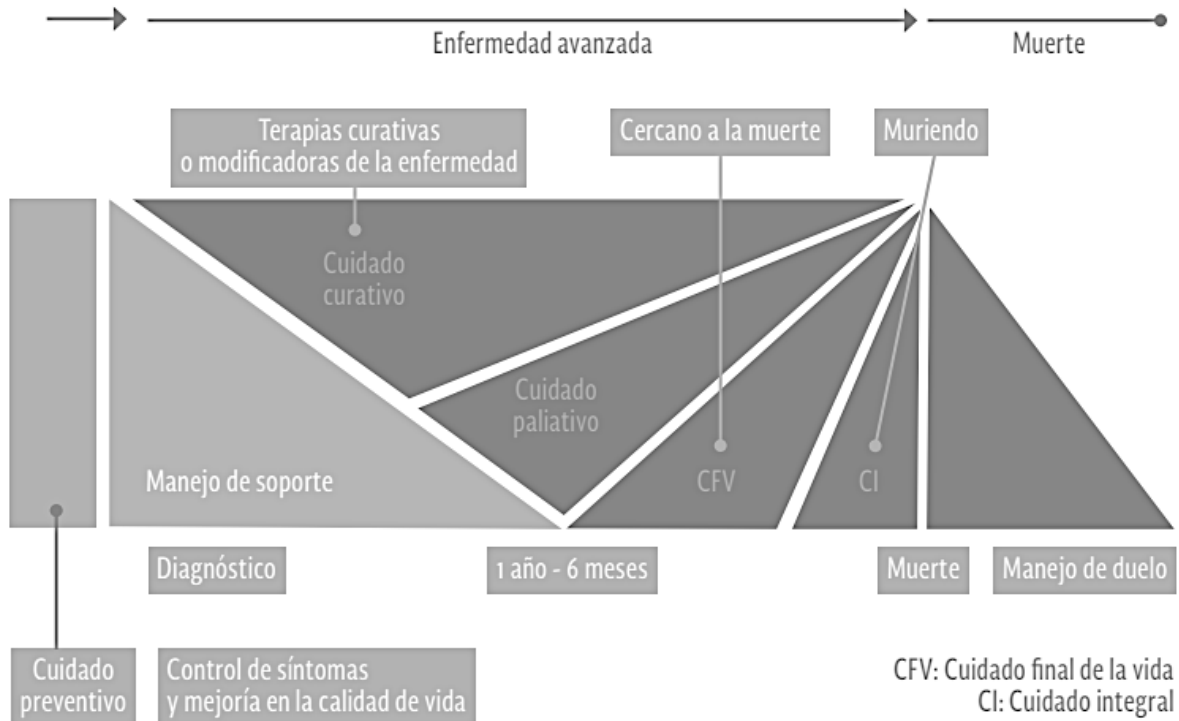 Enfermedad avanzada
Muerte
Terapias curativas
o modificadoras de la enfermedad
Cercano a la muerte
Muriendo
Cuidado
curativo
Cuidado
paliativo
Manejo de soporte
CFV
CI
Diagnóstico
1 año - 6 meses
Muerte
Manejo de duelo
Cuidado
preventivo
Control de síntomas
y mejoría en la calidad de vida
CFV: Cuidado final de la vida
CI: Cuidado integral